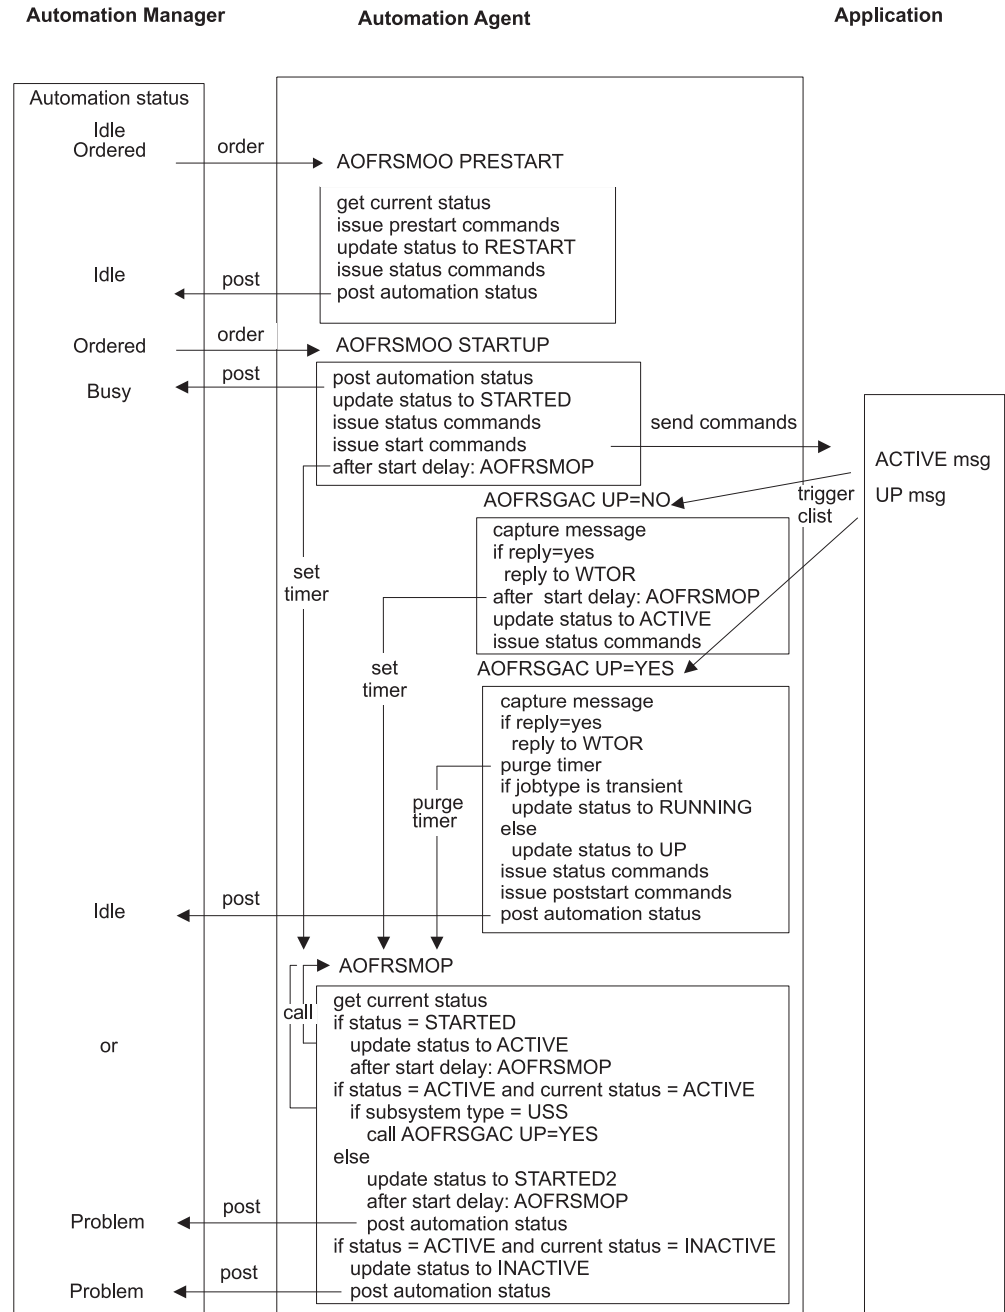 Automation Manager
Automation Agent
Application
Automation status
Idle
Ordered
order
AOFRSMOO PRESTART
get current status
issue prestart commands
update status to RESTART
issue status commands
Idle
post
post automation status
Ordered
order
AOFRSMOO STARTUP
Busy
post
post automation status
update status to STARTED
issue status commands
issue start commands
after start delay: AOFRSMOP
send commands
ACTIVE msg
UP msg
trigger
clist
AOFRSGAC UP=NO
capture message
if reply=yes
reply to WTOR
after start delay: AOFRSMOP
update status to ACTIVE
issue status commands
set
timer
set
timer
AOFRSGAC UP=YES
capture message
if reply=yes
reply to WTOR
purge timer
if jobtype is transient
update status to RUNNING
else
update status to UP
issue status commands
issue poststart commands
post automation status
purge
timer
Idle
post
AOFRSMOP
call
get current status
if status = STARTED
update status to ACTIVE
after start delay: AOFRSMOP
if status = ACTIVE and current status = ACTIVE
if subsystem type = USS
call AOFRSGAC UP=YES
else
update status to STARTED2
after start delay: AOFRSMOP
post automation status
if status = ACTIVE and current status = INACTIVE
update status to INACTIVE
post automation status
or
Problem
post
Problem
post